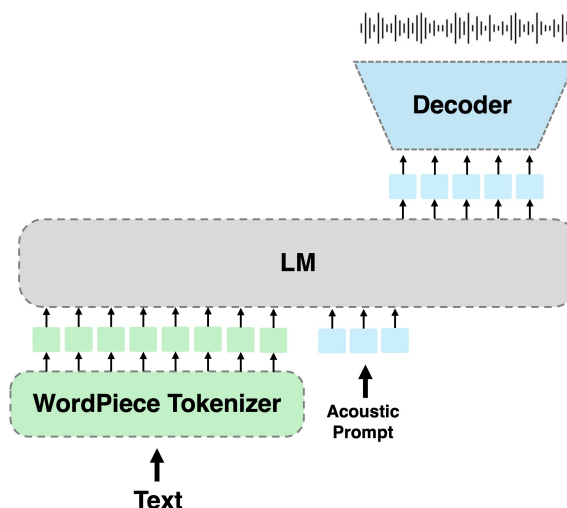 Decoder
LM
WordPiece Tokenizer
Acoustic
Prompt
Text